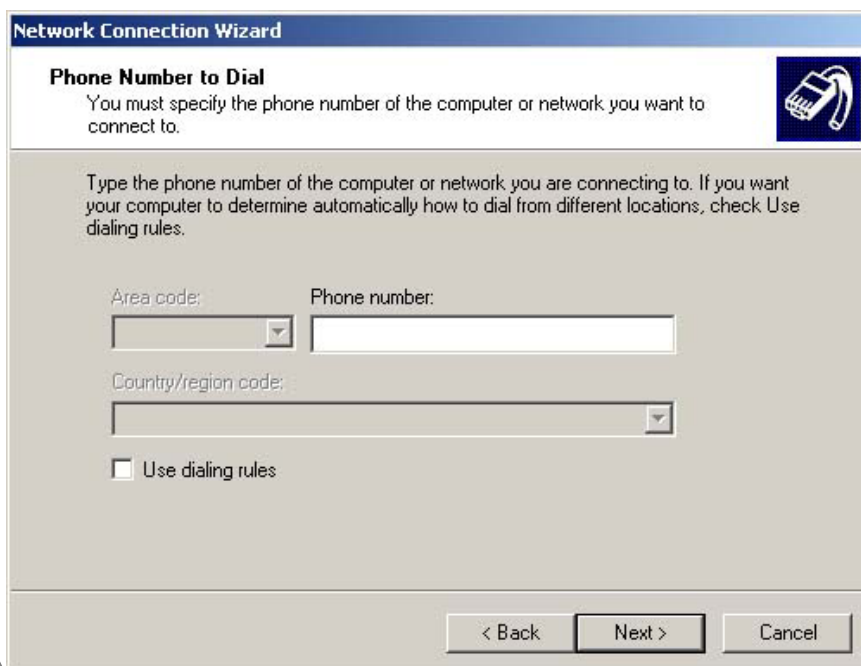 Network Connection Wizard
Phone Number to Dial
You must specify the phone number of the computer or network you want to
connect to.
Type the phone number of the computer or network you are connecting to. If you want
your computer to determine automatically how to dial from different locations, check Use
dialing rules.
Area code: Phone number:
Country/region code:
Use dialing rules
< Back Next > Cancel